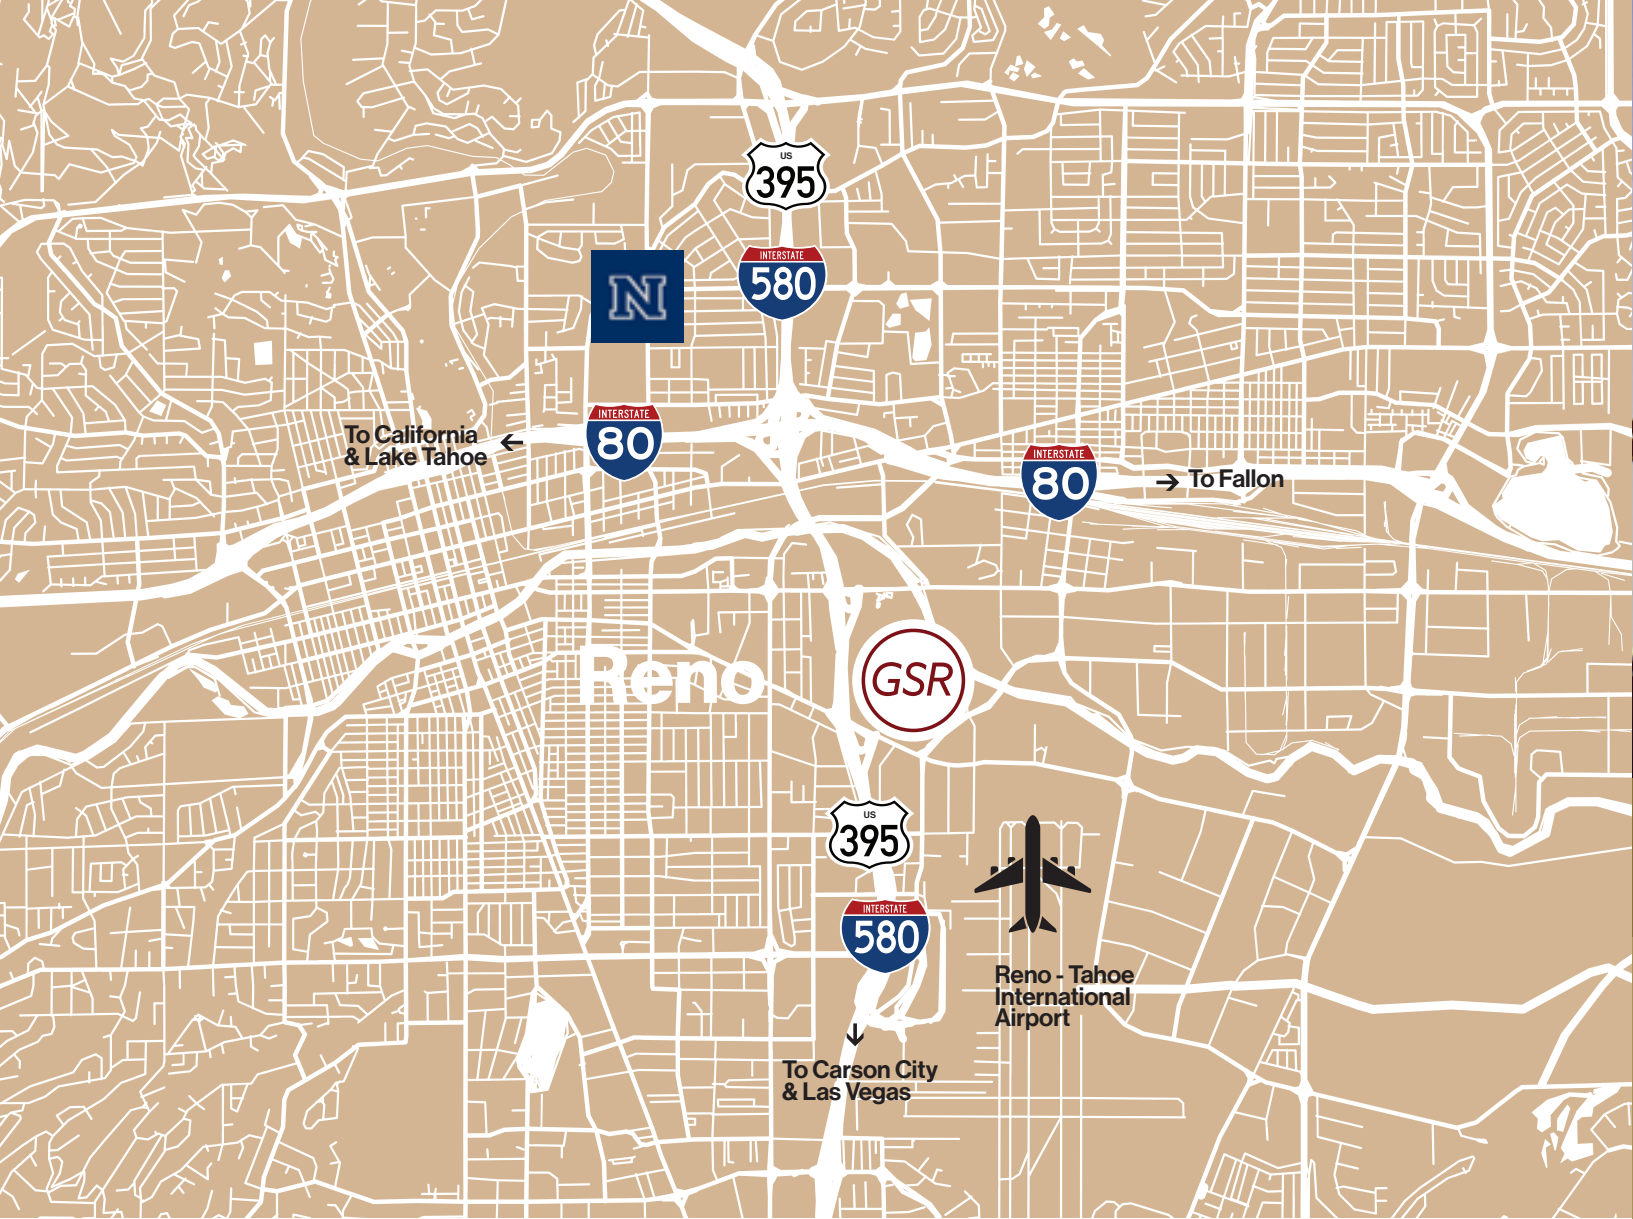 US
395
INTERSTATE
580
N
INTERSTATE
80
To California
& Lake Tahoe
INTERSTATE
80
To Fallon
Reno
GSR
US
395
INTERSTATE
580
Reno - Tahoe
International
Airport
To Carson City
& Las Vegas